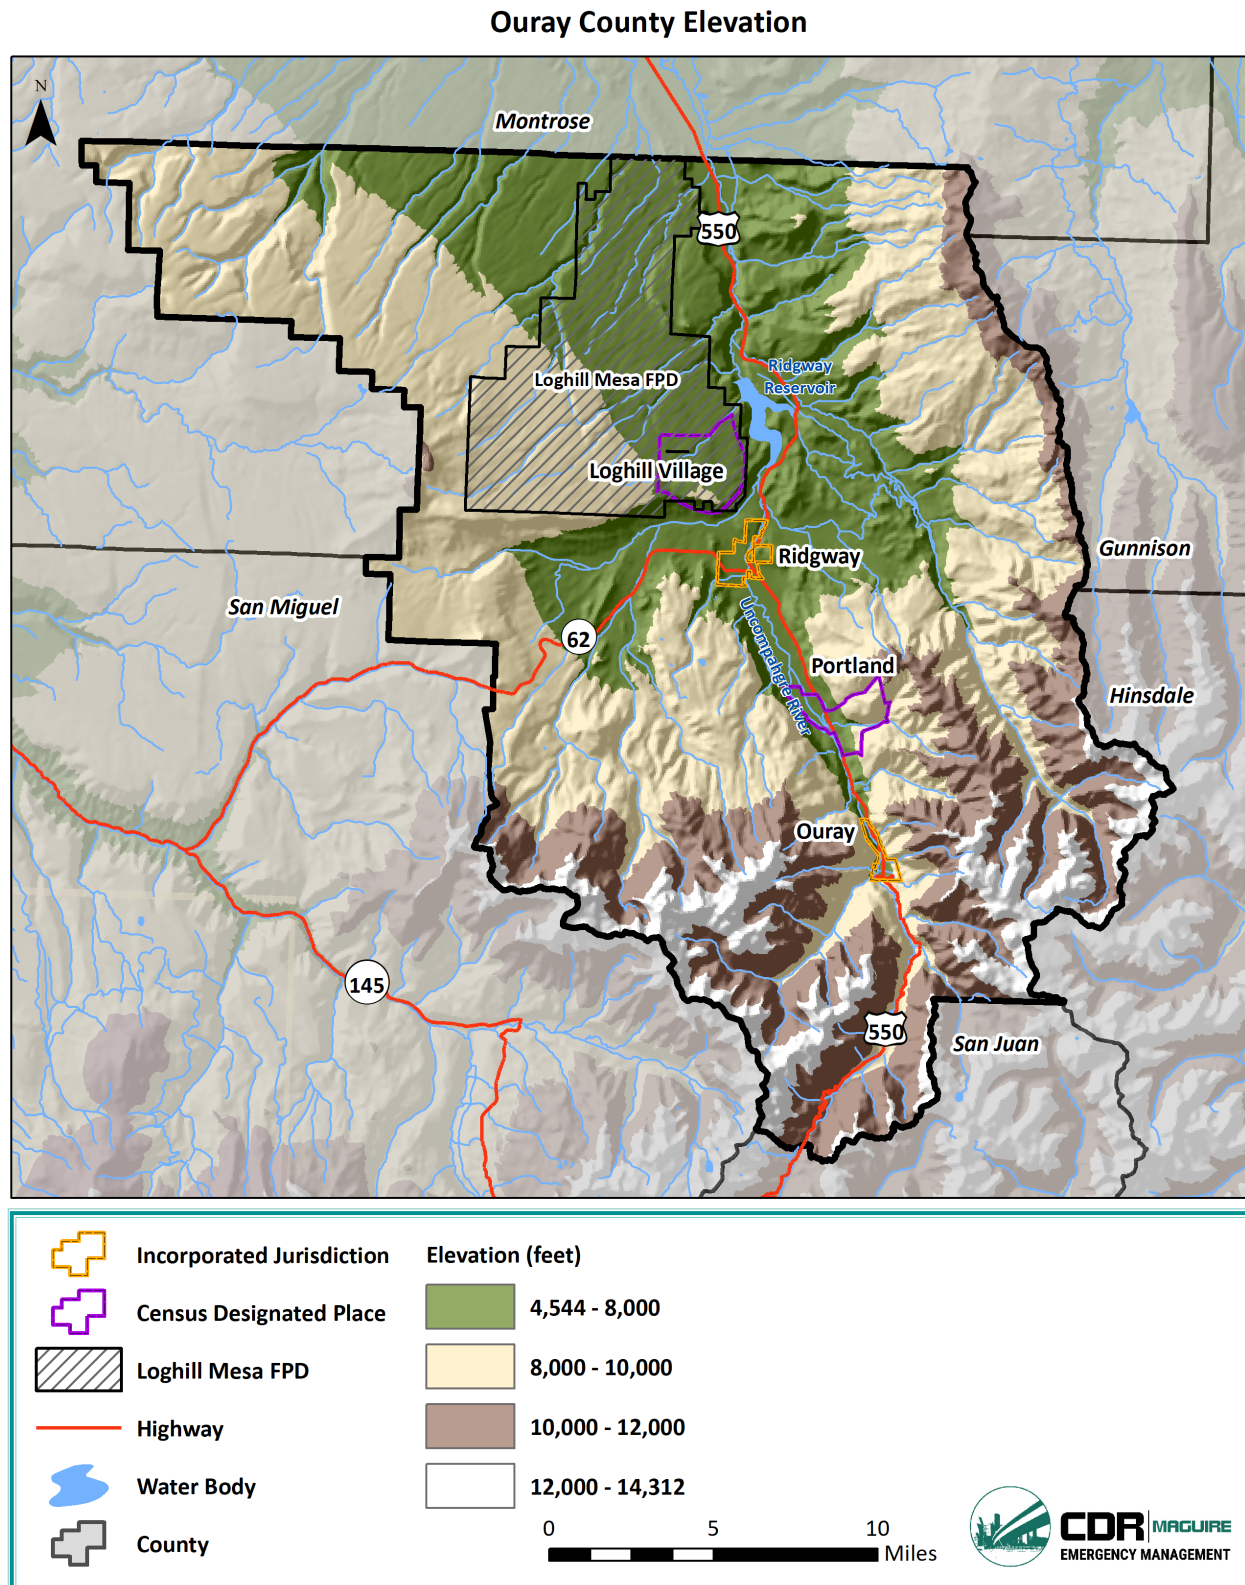 Ouray County Elevation
N
Montrose
550
Ridgway
Reservoir
Loghill Mesa FPD
Loghill Village
Ridgway
Gunnison
San Miguel
62
Uncompahgre River
Portland
Hinsdale
Ouray
145
550
San Juan
Incorporated Jurisdiction
Census Designated Place
Loghill Mesa FPD
Highway
Water Body
County
Elevation (feet)
4,544 - 8,000
8,000 - 10,000
10,000 - 12,000
12,000 - 14,312
0 5 10
Miles
CDR MAGUIRE
EMERGENCY MANAGEMENT